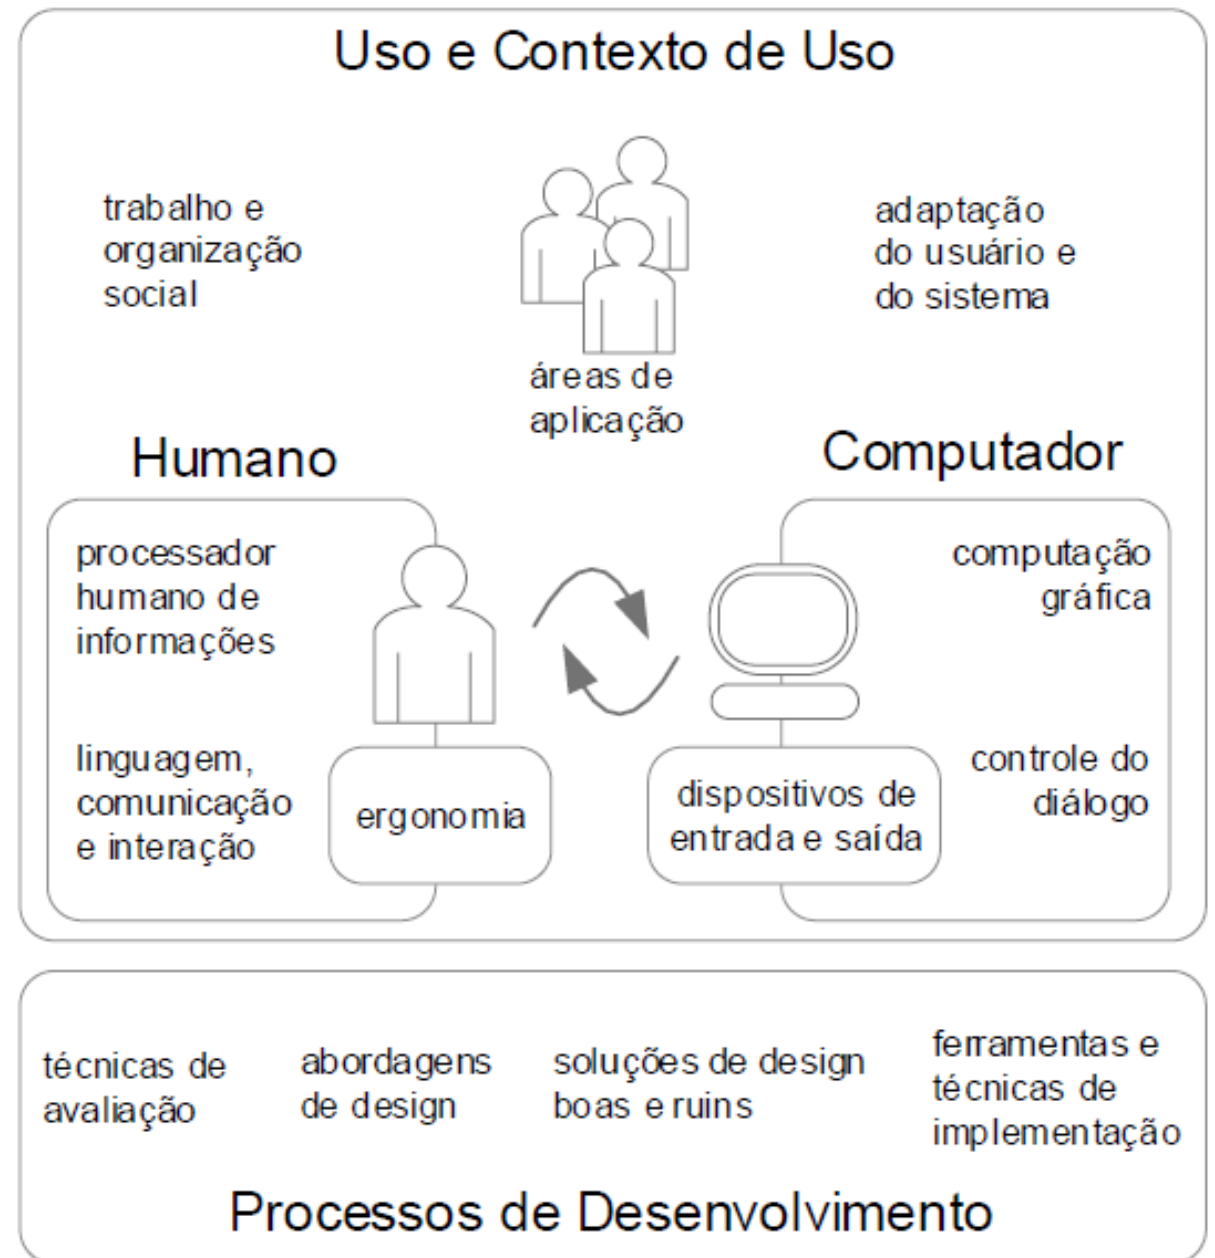 Uso e Contexto de Uso
trabalho e
organização
social
adaptação
do usuário e
do sistema
áreas de
aplicação
Humano
Computador
processador
humano de
informações
computação
gráfica
linguagem,
comunicação
e interação
ergonomia
dispositivos de
entrada e saída
controle do
diálogo
técnicas de
avaliação
abordagens
de design
soluções de design
boas e ruins
ferramentas e
técnicas de
implementação
Processos de Desenvolvimento